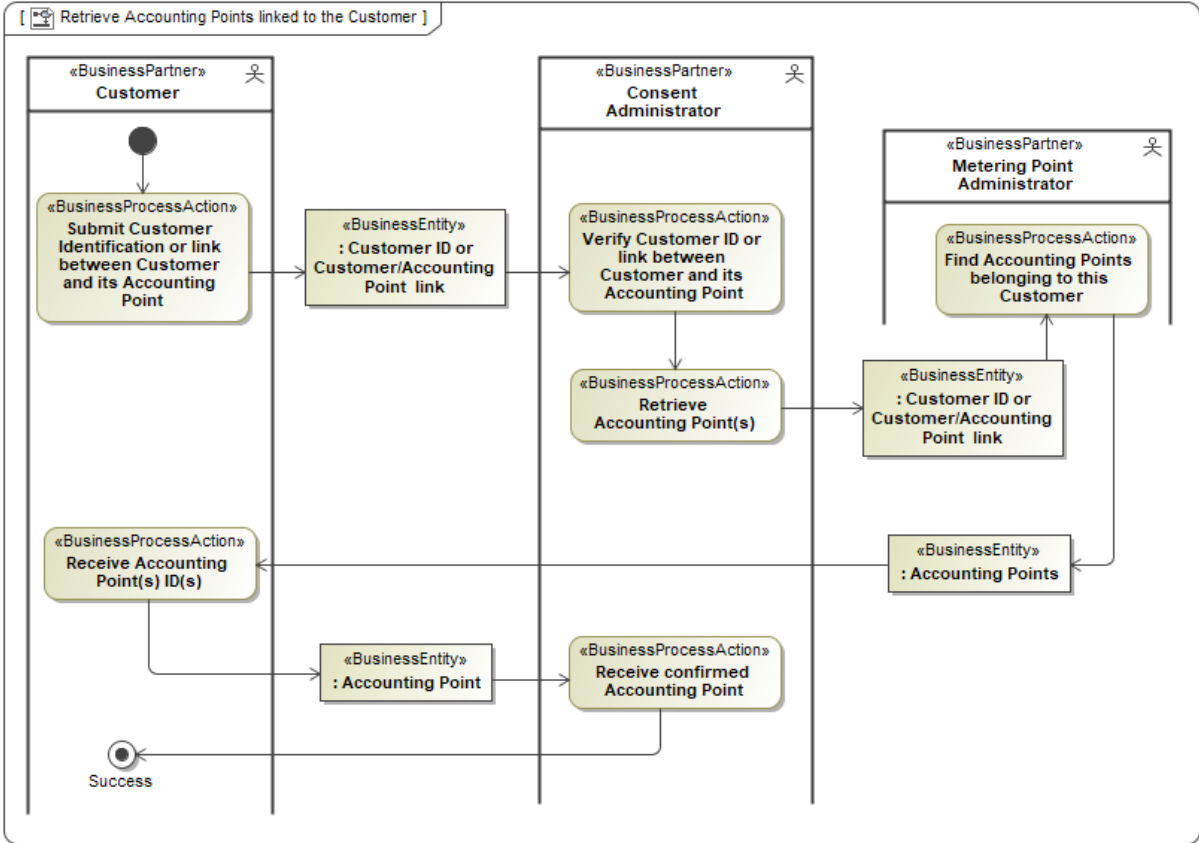 [ Retrieve Accounting Points linked to the Customer ]
«BusinessPartner»
Customer
«BusinessPartner»
Consent
Administrator
«BusinessPartner»
Metering Point
Administrator
«BusinessProcessAction»
Submit Customer
Identification or link
between Customer
and its Accounting
Point
«BusinessEntity»
: Customer ID or
Customer/Accounting
Point link
«BusinessProcessAction»
Verify Customer ID or
link between
Customer and its
Accounting Point
«BusinessProcessAction»
Find Accounting Points
belonging to this
Customer
«BusinessProcessAction»
Retrieve
Accounting Point(s)
«BusinessEntity»
: Customer ID or
Customer/Accounting
Point link
«BusinessProcessAction»
Receive Accounting
Point(s) ID(s)
«BusinessEntity»
: Accounting Points
«BusinessEntity»
: Accounting Point
«BusinessProcessAction»
Receive confirmed
Accounting Point
Success